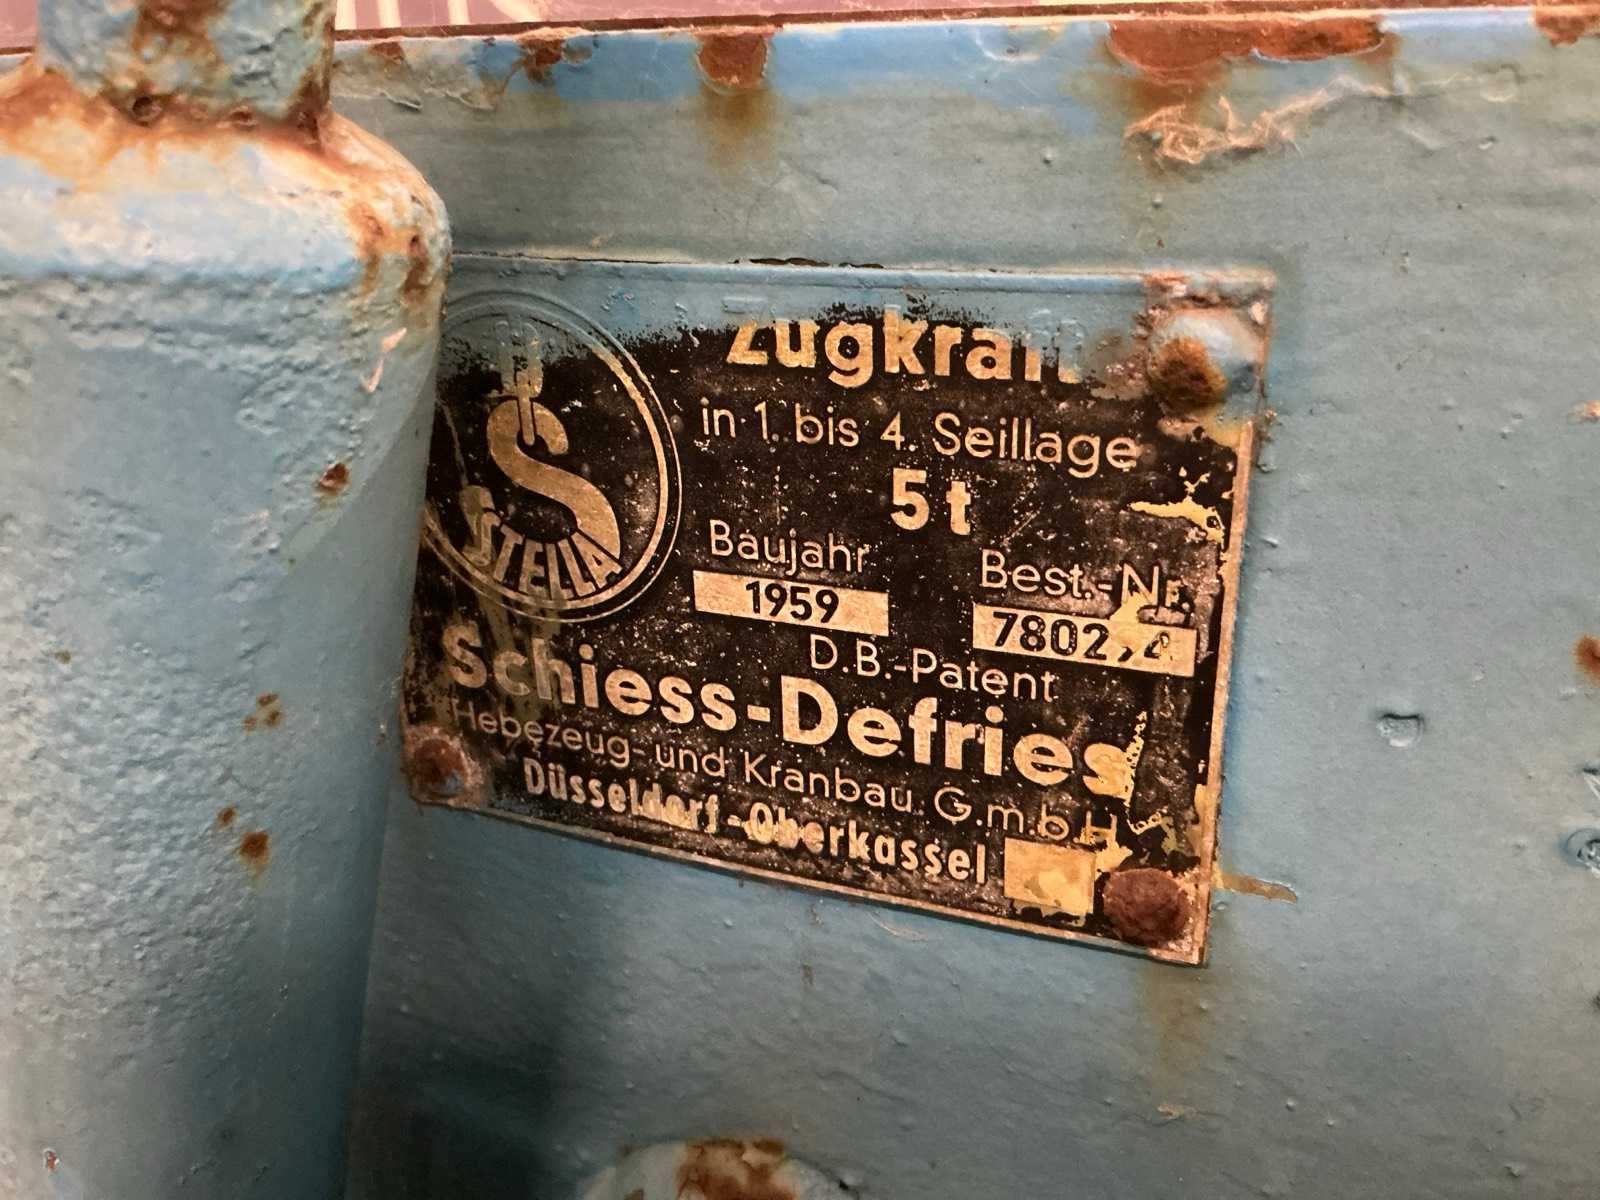 Zugkraft
in 1. bis 4. Seillage
5 t
STELLA
Baujahr Best.-Nr.
1959
D.B.-Patent
Schiess-Defries
Hebezeug- und Kranbau G.m.b.H
Düsseldorf-Oberkassel